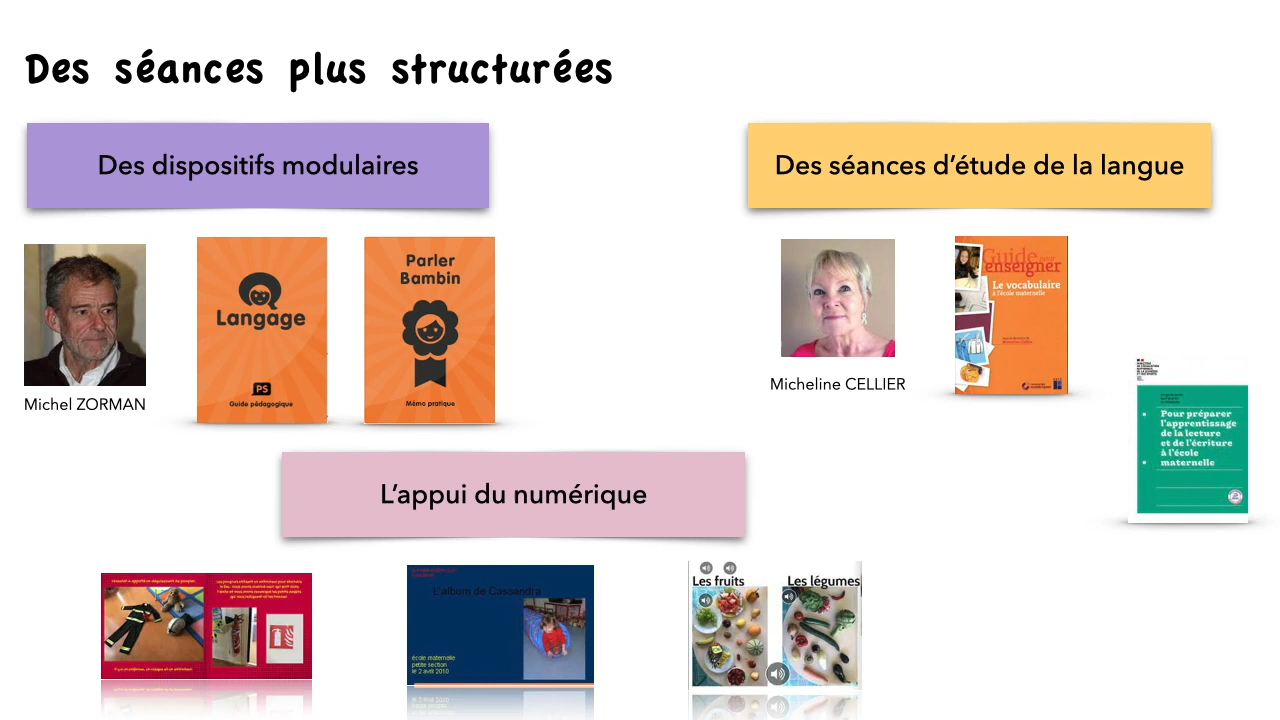 Des séances plus structurées
Des dispositifs modulaires
Des séances d'étude de la langue
Langage
PS
Guide pédagogique
Parler
Bambin
Mémo pratique
Michel ZORMAN
Micheline CELLIER
Guide pour
enseigner
Le vocabulaire
à l'école maternelle
Pour préparer
l'apprentissage
de la lecture
et de l'écriture
à l'école
maternelle
L'appui du numérique
L'album de Cassandra
école maternelle
petite section
le 2 avril 2010
Les fruits
Les légumes